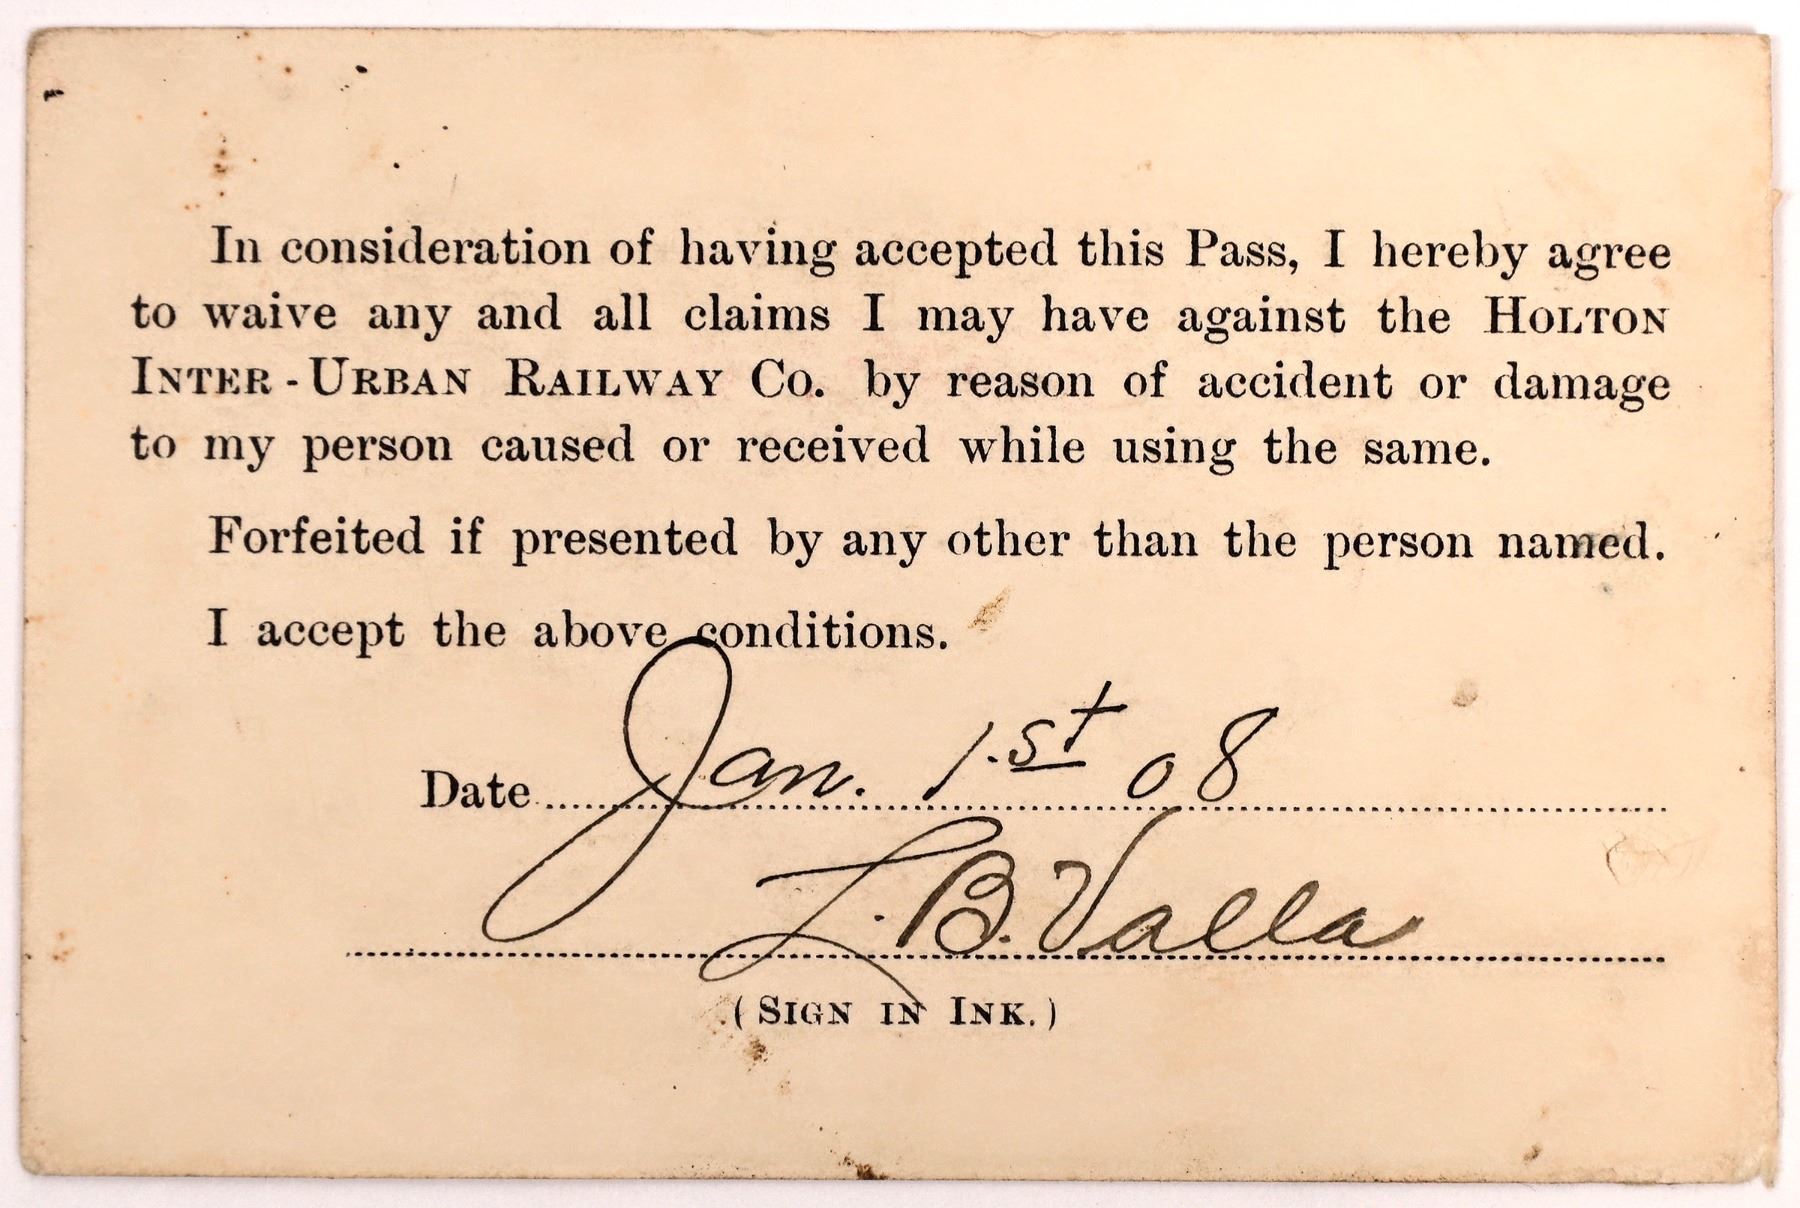 In consideration of having accepted this Pass, I hereby agree
to waive any and all claims I may have against the HOLTON
INTER-URBAN RAILWAY CO. by reason of accident or damage
to my person caused or received while using the same.
Forfeited if presented by any other than the person named.
I accept the above conditions.
Date Jan. 1st 08
L. B. Valla
(SIGN IN INK.)